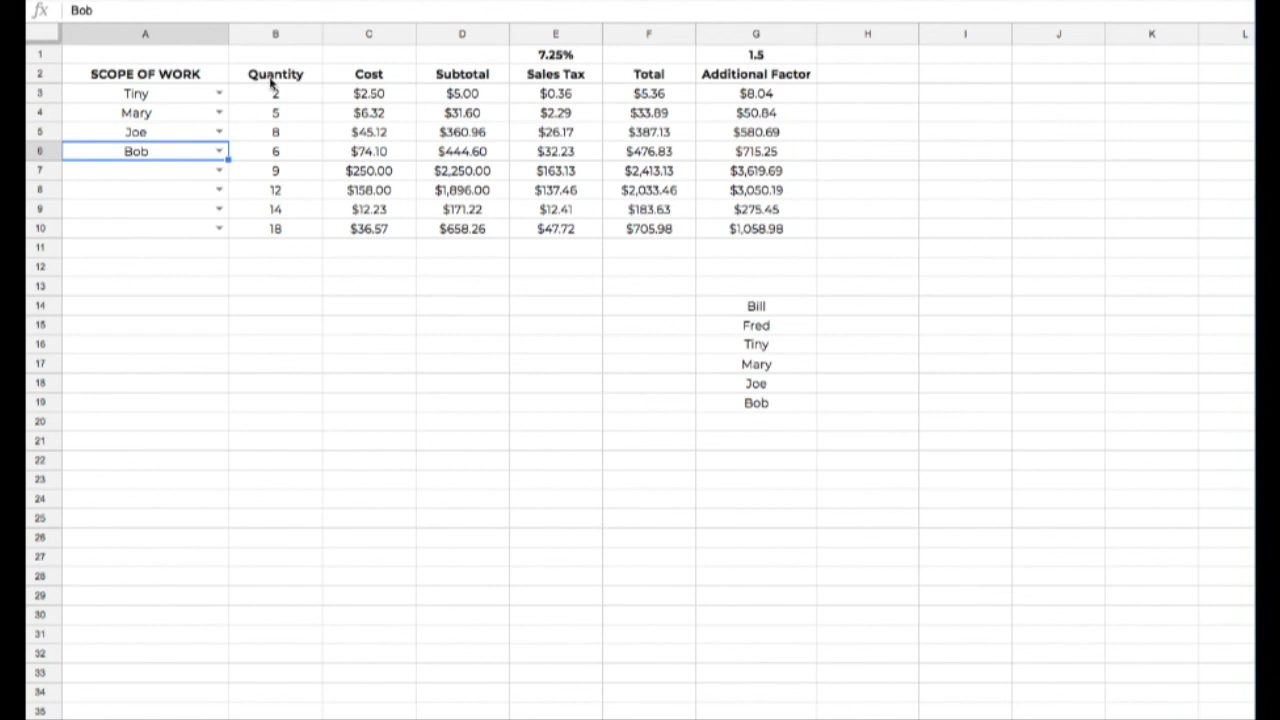 fx Bob
A B C D E F G H I J K L
1 7.25% 1.5
2 SCOPE OF WORK Quantity Cost Subtotal Sales Tax Total Additional Factor
3 Tiny 2 $2.50 $5.00 $0.36 $5.36 $8.04
4 Mary 5 $6.32 $31.60 $2.29 $33.89 $50.84
5 Joe 8 $45.12 $360.96 $26.17 $387.13 $580.69
6 Bob 6 $74.10 $444.60 $32.23 $476.83 $715.25
7 9 $250.00 $2,250.00 $163.13 $2,413.13 $3,619.69
8 12 $158.00 $1,896.00 $137.46 $2,033.46 $3,050.19
9 14 $12.23 $171.22 $12.41 $183.63 $275.45
10 18 $36.57 $658.26 $47.72 $705.98 $1,058.98
11
12
13
14 Bill
15 Fred
16 Tiny
17 Mary
18 Joe
19 Bob
20
21
22
23
24
25
26
27
28
29
30
31
32
33
34
35